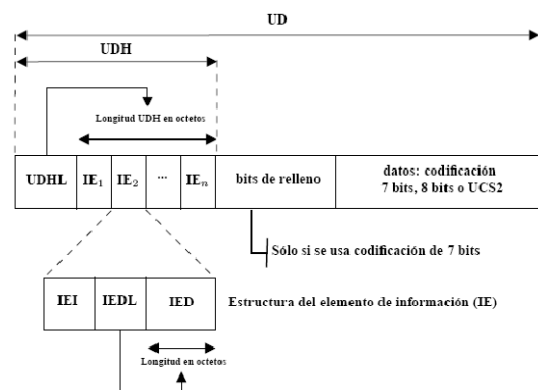 UD
UDH
Longitud UDH en octetos
UDHL IE1 IE2 ... IEn bits de relleno datos: codificación
7 bits, 8 bits o UCS2
Sólo si se usa codificación de 7 bits
IEI IEDL IED Estructura del elemento de información (IE)
Longitud en octetos